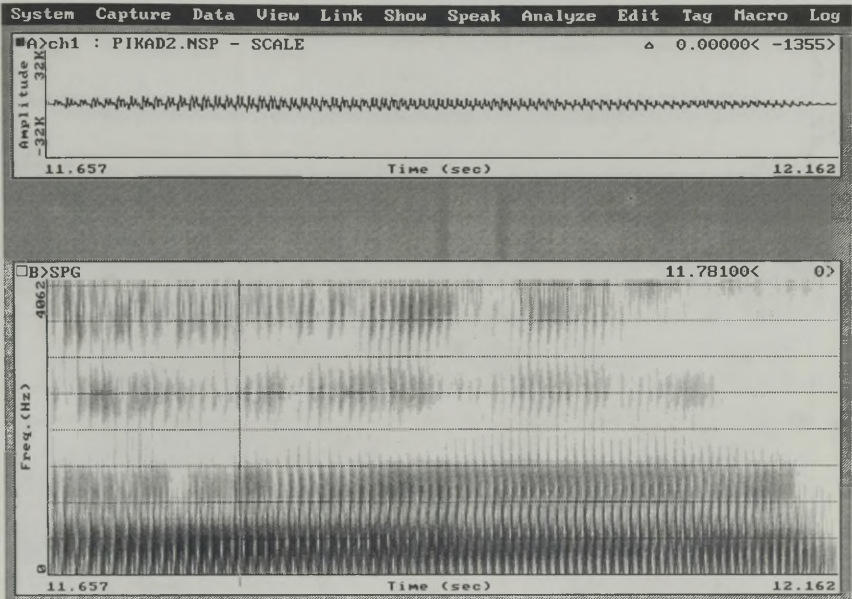 System Capture Data View Link Show Speak Analyze Edit Tag Macro Log
A>ch1 : PIKAD2.NSP - SCALE 0.00000< -1355>
32K
Amplitude
-32K
11.657 Time (sec) 12.162
B>SPG 11.78100< 0>
4062
Freq.(Hz)
0
11.657 Time (sec) 12.162